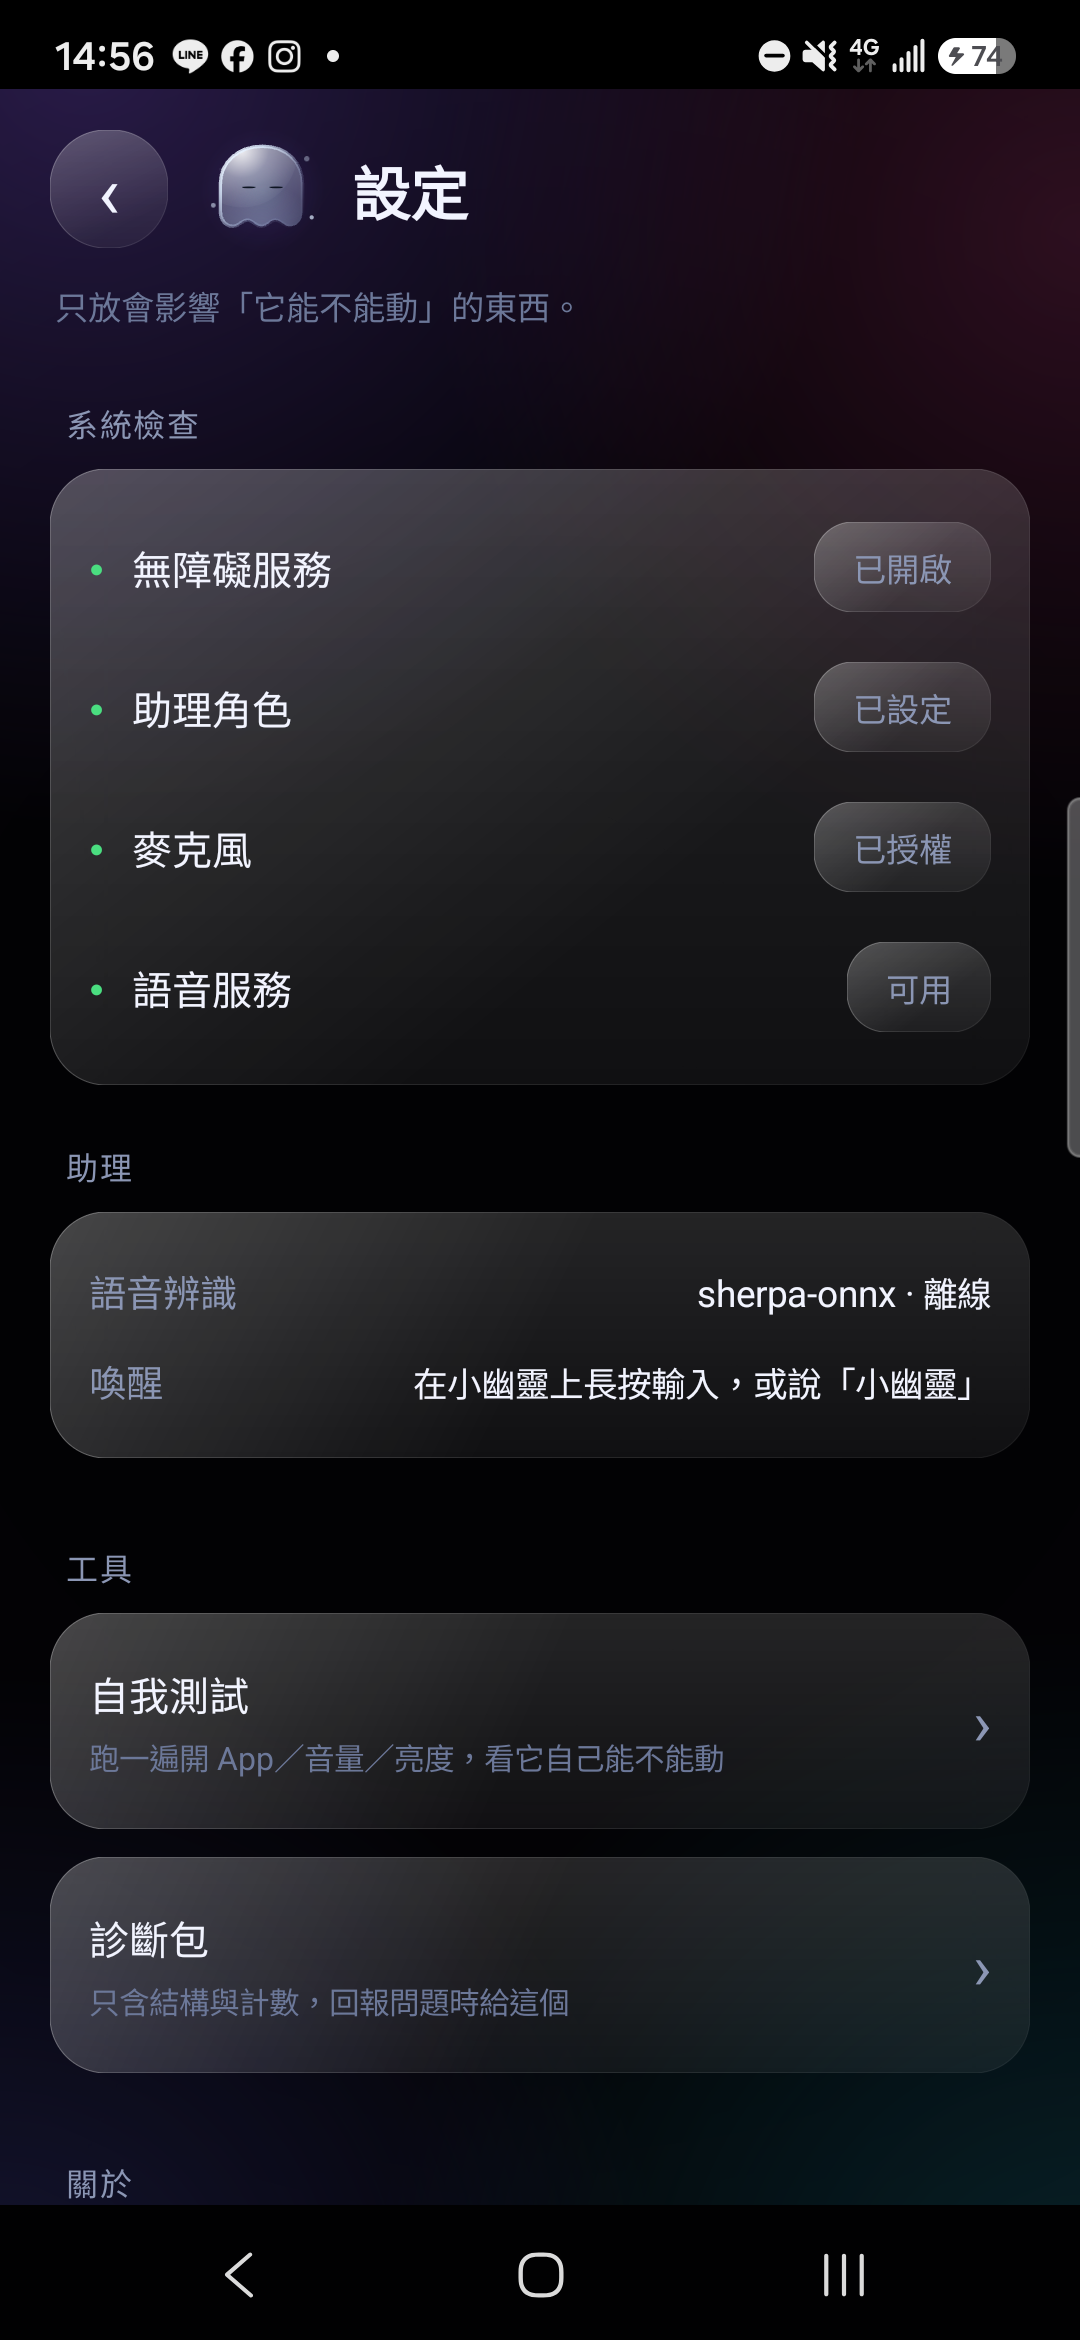 14:56 LINE 4G 74
‹ 設定
只放會影響「它能不能動」的東西。
系統檢查
無障礙服務 已開啟
助理角色 已設定
麥克風 已授權
語音服務 可用
助理
語音辨識 sherpa-onnx · 離線
喚醒 在小幽靈上長按輸入，或說「小幽靈」
工具
自我測試
跑一遍開 App／音量／亮度，看它自己能不能動
診斷包
只含結構與計數，回報問題時給這個
關於